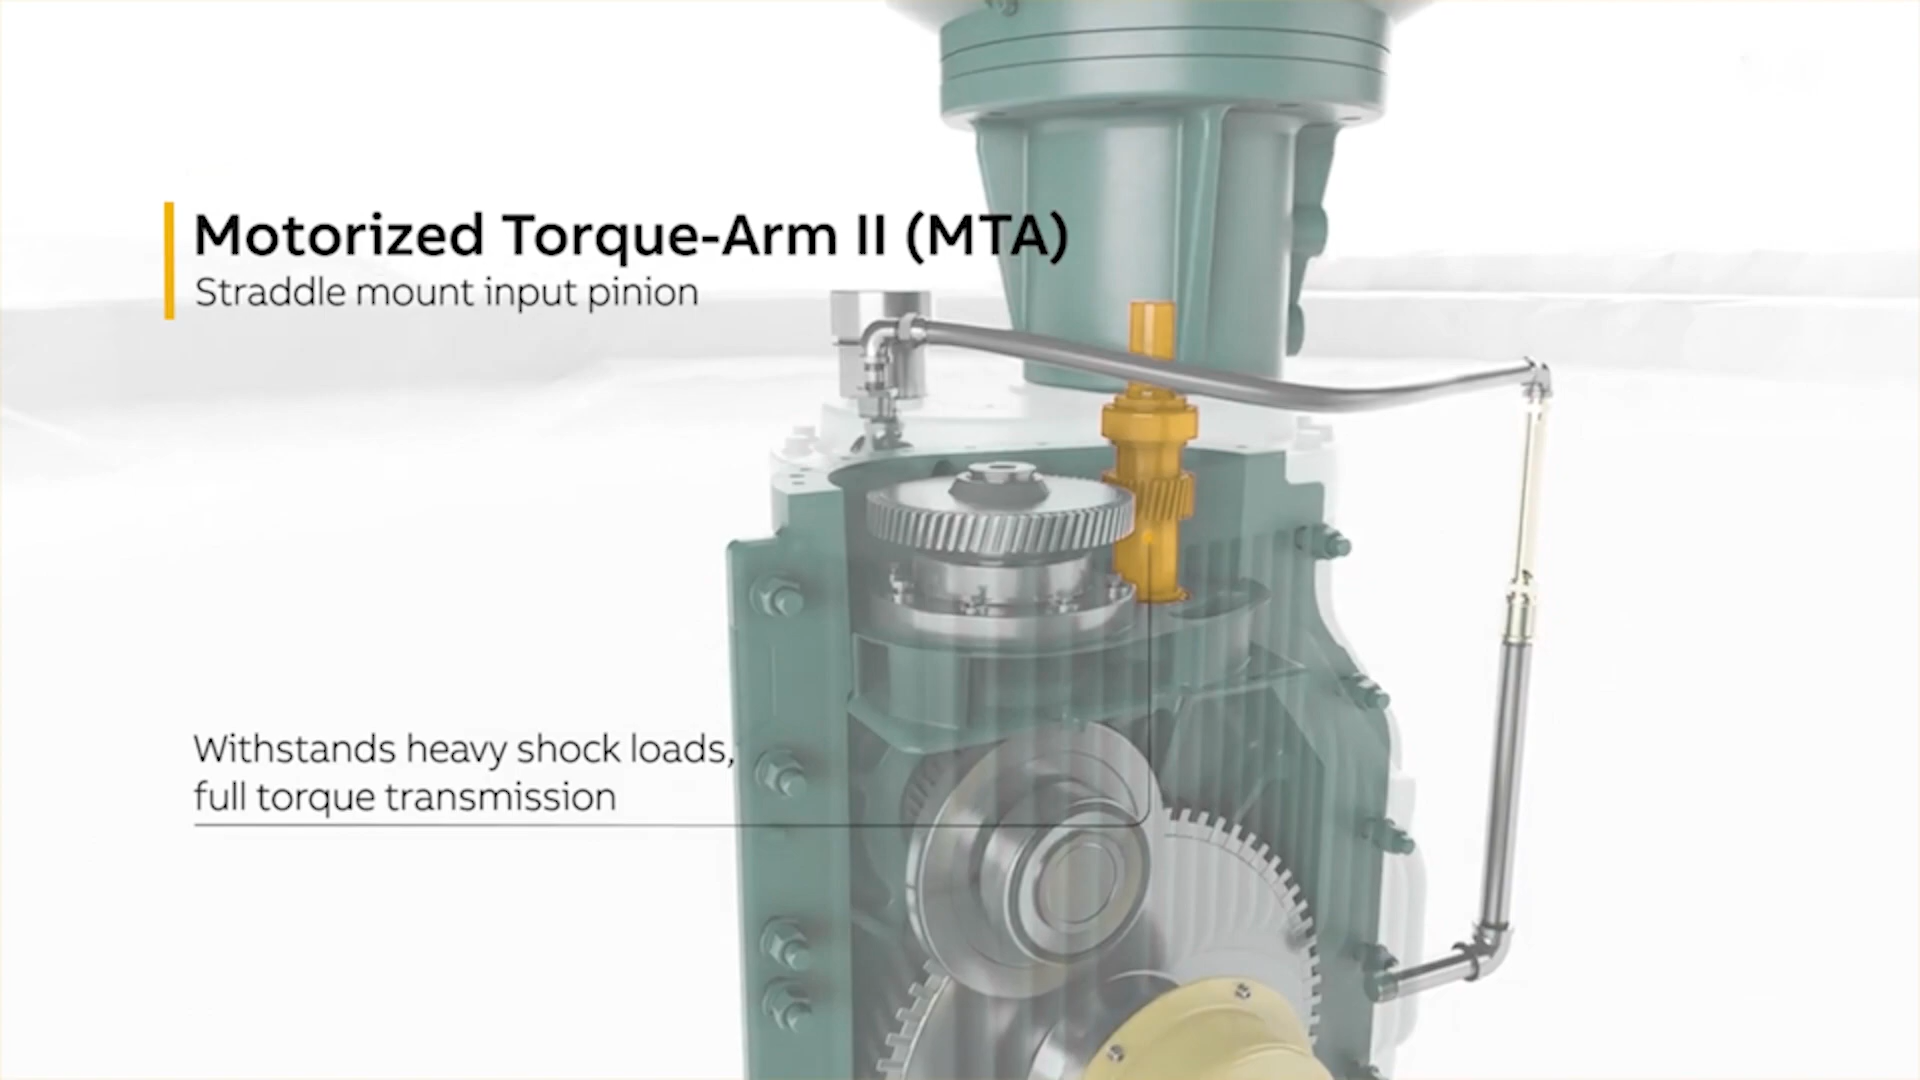 Motorized Torque-Arm II (MTA)
Straddle mount input pinion
Withstands heavy shock loads,
full torque transmission